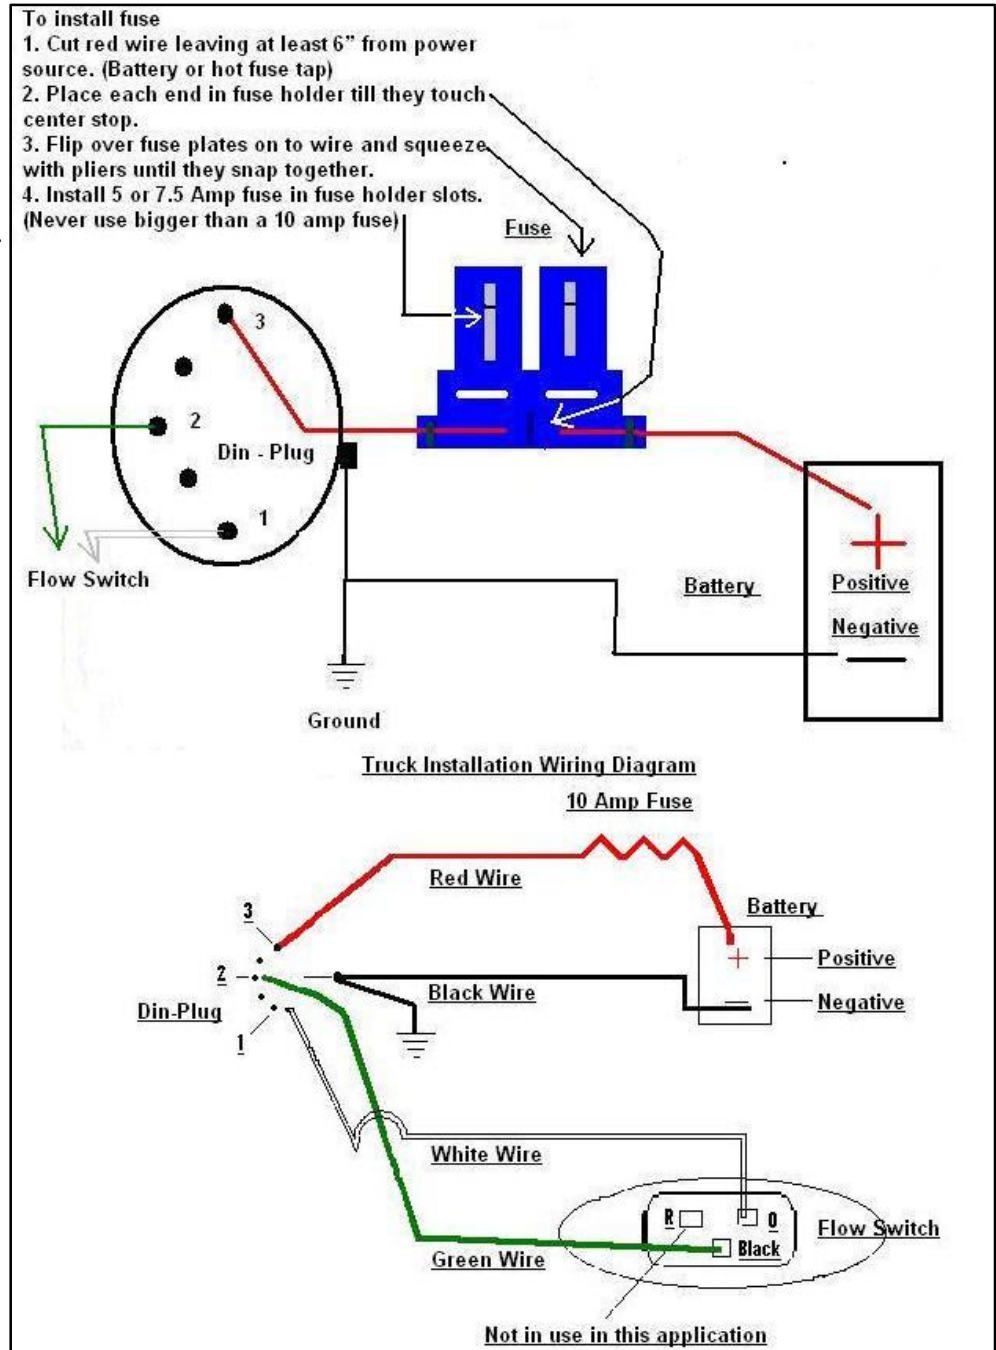 To install fuse
1. Cut red wire leaving at least 6” from power
source. (Battery or hot fuse tap)
2. Place each end in fuse holder till they touch
center stop.
3. Flip over fuse plates on to wire and squeeze
with pliers until they snap together.
4. Install 5 or 7.5 Amp fuse in fuse holder slots.
(Never use bigger than a 10 amp fuse)
Fuse
3
2
Din - Plug
1
Flow Switch
Battery
Positive
Negative
Ground
Truck Installation Wiring Diagram
10 Amp Fuse
Red Wire
Battery
3
Positive
2
Black Wire
Negative
Din-Plug
1
White Wire
R
O
Flow Switch
Black
Green Wire
Not in use in this application